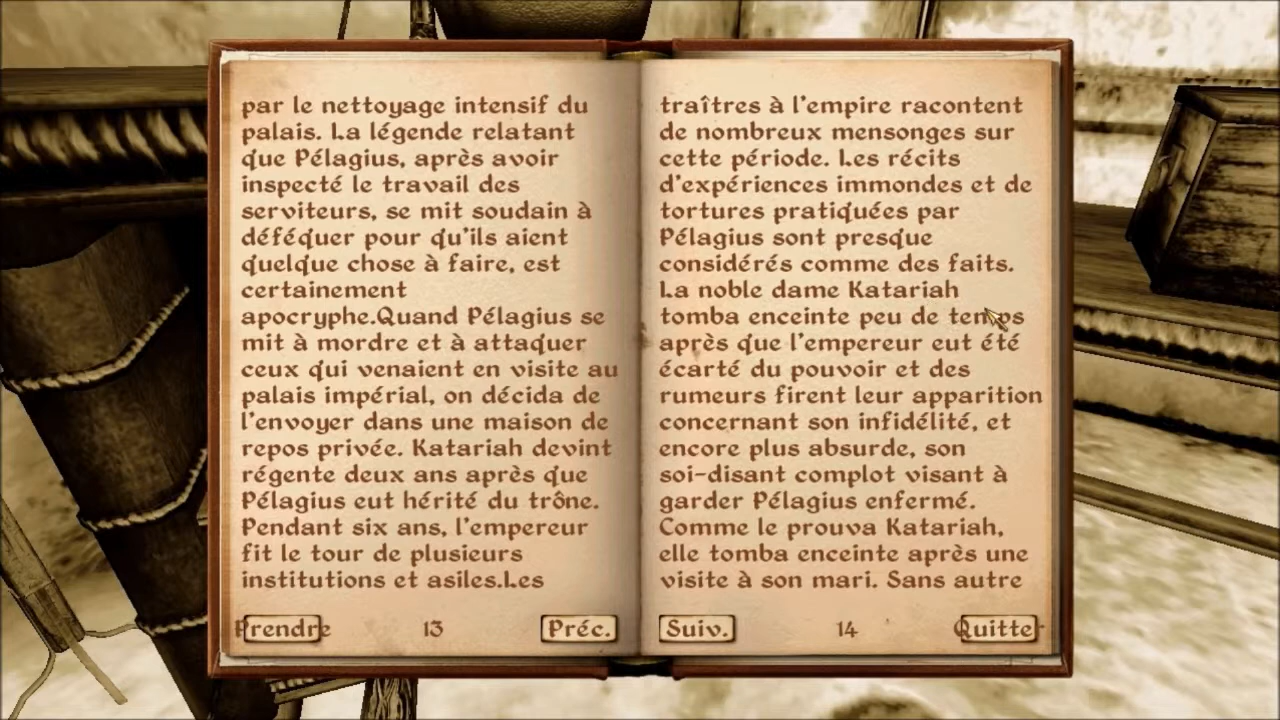 par le nettoyage intensif du
palais. La légende relatant
que Pélagius, après avoir
inspecté le travail des
serviteurs, se mit soudain à
déféquer pour qu'ils aient
quelque chose à faire, est
certainement
apocryphe.Quand Pélagius se
mit à mordre et à attaquer
ceux qui venaient en visite au
palais impérial, on décida de
l'envoyer dans une maison de
repos privée. Katariah devint
régente deux ans après que
Pélagius eut hérité du trône.
Pendant six ans, l'empereur
fit le tour de plusieurs
institutions et asiles.Les
traîtres à l'empire racontent
de nombreux mensonges sur
cette période. Les récits
d'expériences immondes et de
tortures pratiquées par
Pélagius sont presque
considérés comme des faits.
La noble dame Katariah
tomba enceinte peu de temps
après que l'empereur eut été
écarté du pouvoir et des
rumeurs firent leur apparition
concernant son infidélité, et
encore plus absurde, son
soi-disant complot visant à
garder Pélagius enfermé.
Comme le prouva Katariah,
elle tomba enceinte après une
visite à son mari. Sans autre
Prendre 13 Préc. Suiv. 14 Quitter